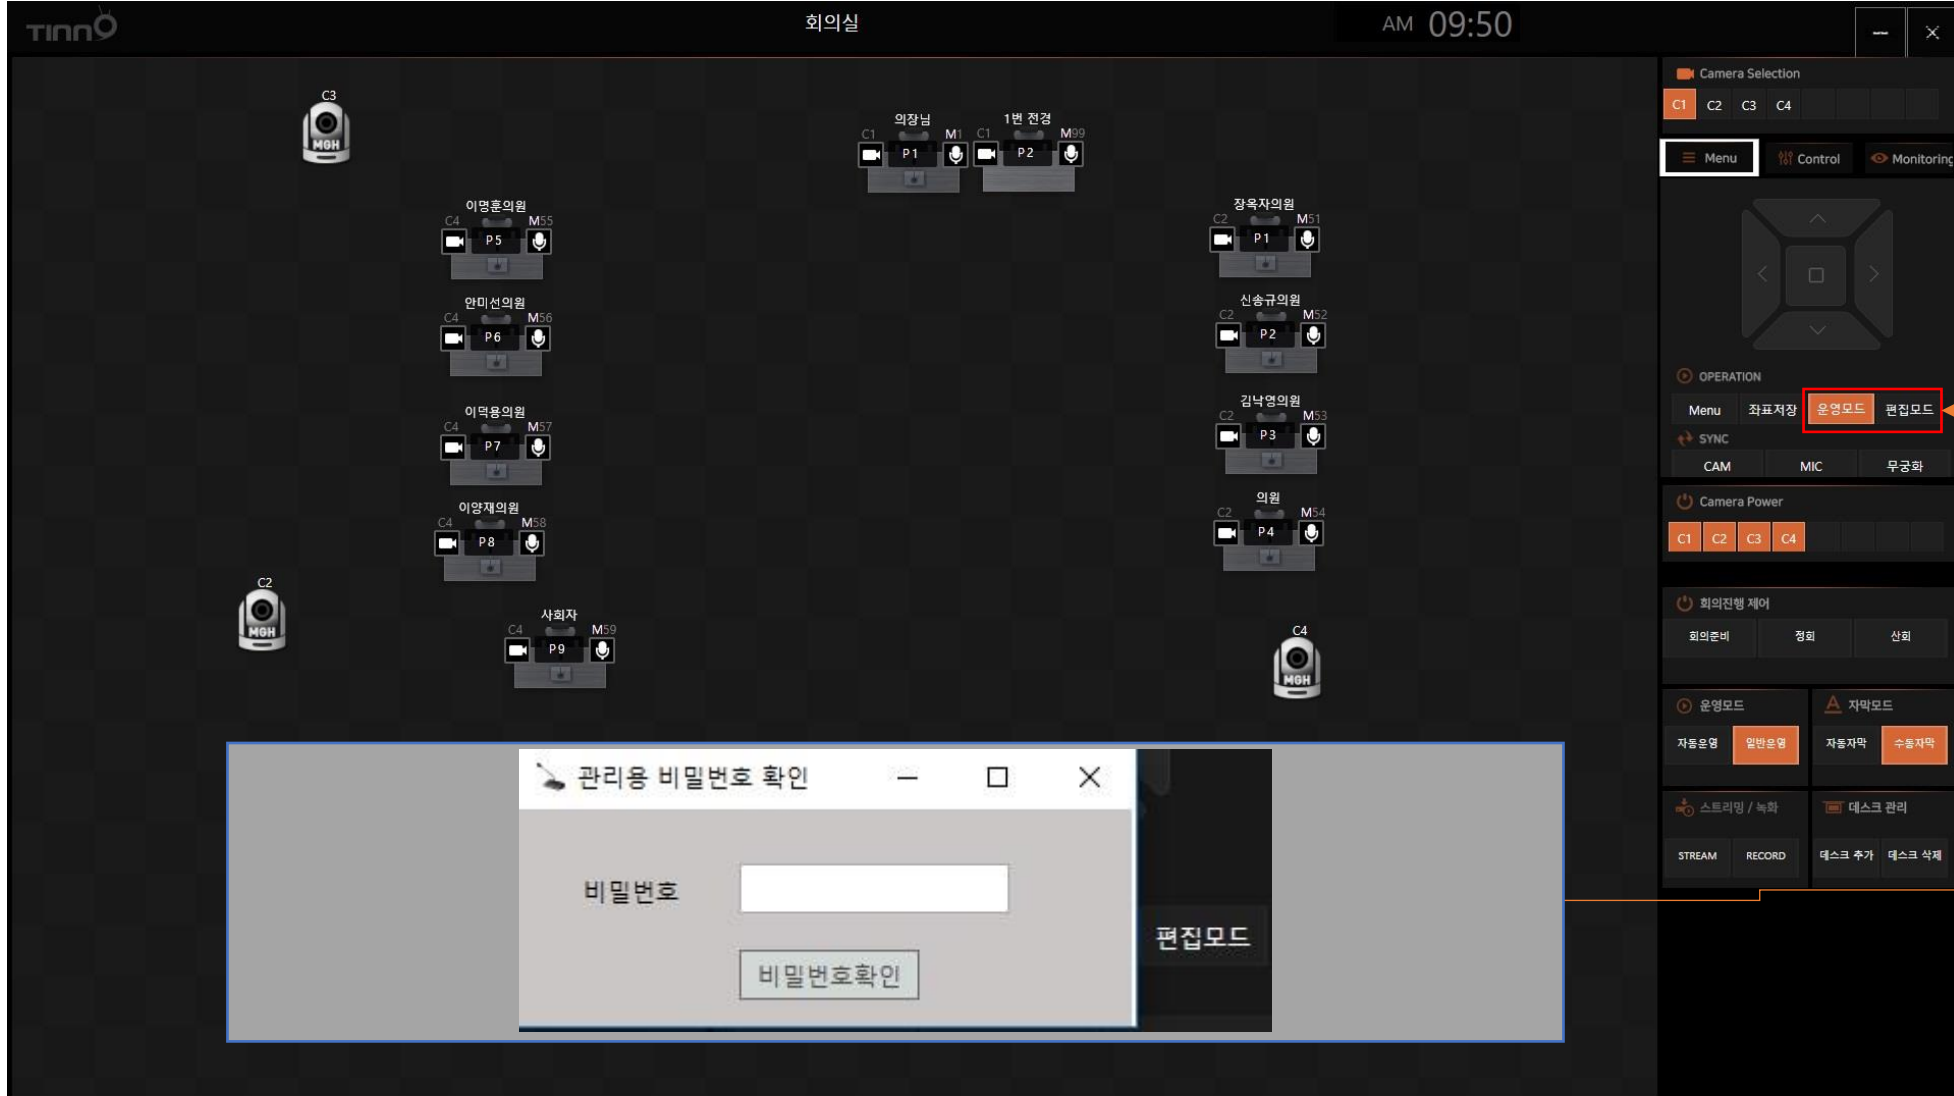 TINNO
회의실
AM 09:50
C3
MGH
의장님
C1 M1
P1
1번 전경
C1 M99
P2
이명훈의원
C4 M55
P5
장옥자의원
C2 M51
P1
안미선의원
C4 M56
P6
신송규의원
C2 M52
P2
이덕용의원
C4 M57
P7
김낙영의원
C2 M53
P3
이양재의원
C4 M58
P8
의원
C2 M54
P4
C2
MGH
사회자
C4 M59
P9
C4
MGH
관리용 비밀번호 확인
비밀번호
비밀번호확인
편집모드
Camera Selection
C1 C2 C3 C4
Menu Control Monitoring
OPERATION
Menu 좌표저장 운영모드 편집모드
SYNC
CAM MIC 무궁화
Camera Power
C1 C2 C3 C4
회의진행 제어
회의준비 정회 산회
운영모드
자동운영 일반운영
자막모드
자동자막 수동자막
스트리밍 / 녹화
STREAM RECORD
데스크 관리
데스크 추가 데스크 삭제